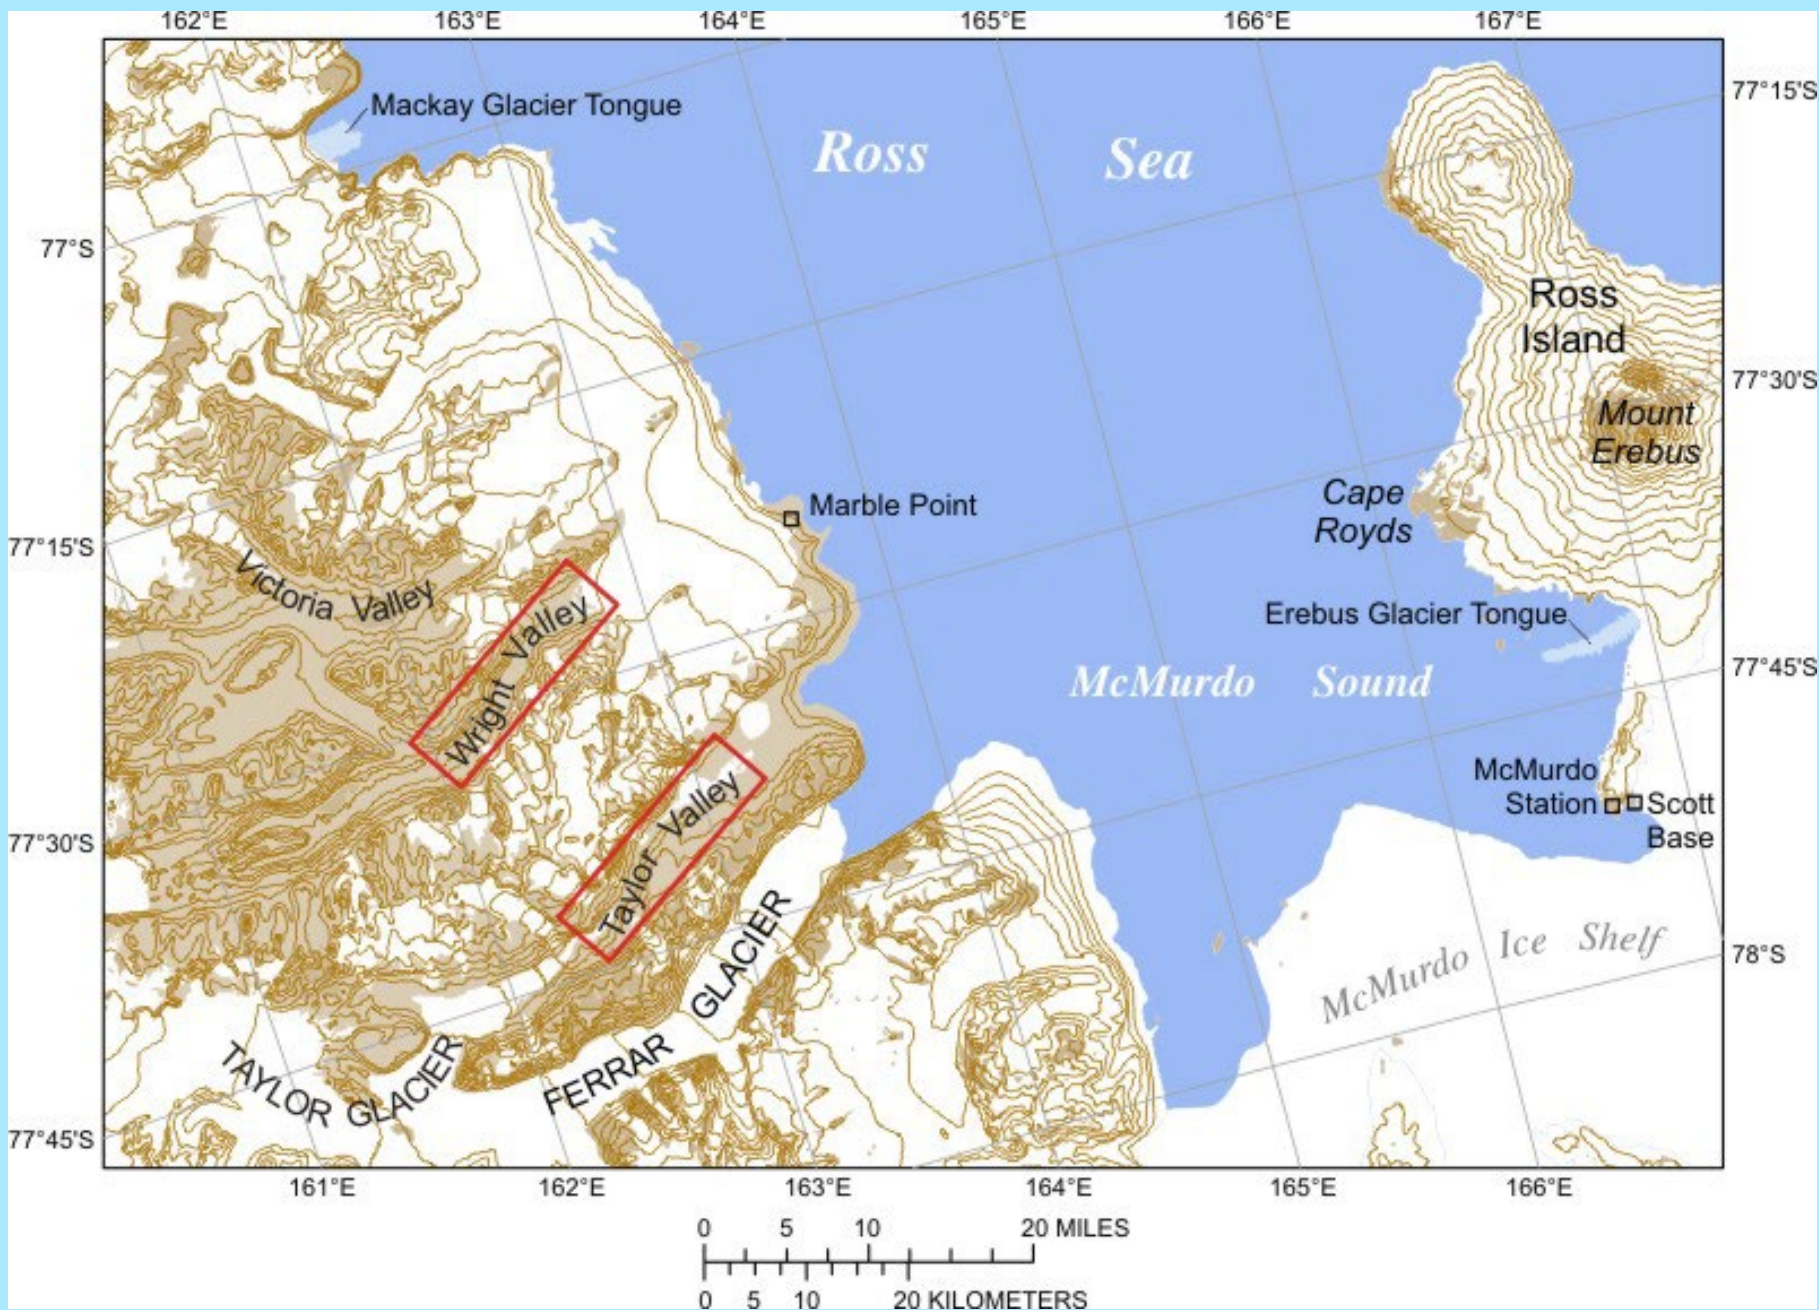 162°E 163°E 164°E 165°E 166°E 167°E
Mackay Glacier Tongue
77°15'S
Ross Sea
77°S
Ross
Island
77°30'S
Mount
Erebus
Cape
Royds
Marble Point
77°15'S
Victoria Valley
Wright Valley
Erebus Glacier Tongue
McMurdo Sound
77°45'S
McMurdo
Station
Scott
Base
Taylor Valley
77°30'S
GLACIER
FERRAR
McMurdo Ice Shelf
78°S
TAYLOR GLACIER
77°45'S
161°E 162°E 163°E 164°E 165°E 166°E
0 5 10 20 MILES
0 5 10 20 KILOMETERS